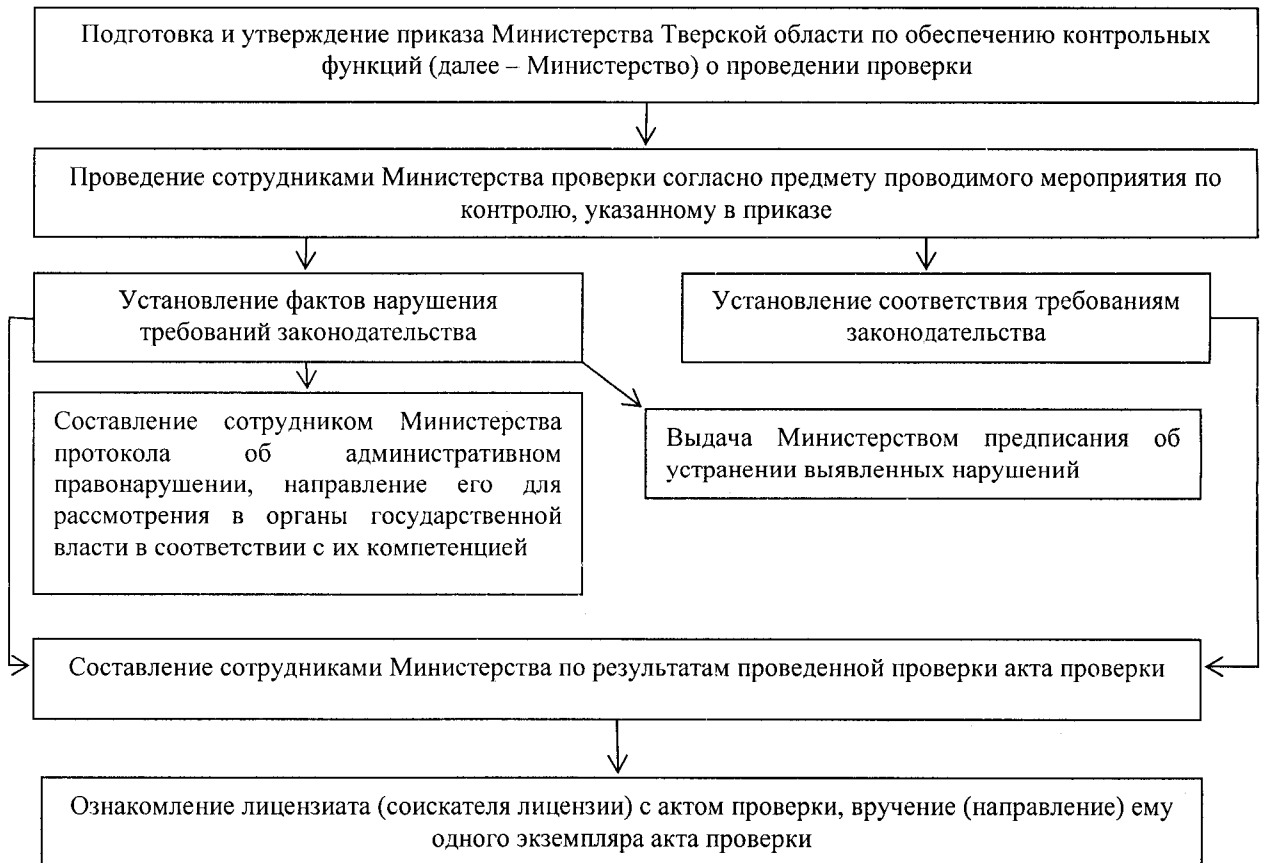 Подготовка и утверждение приказа Министерства Тверской области по обеспечению контрольных
функций (далее – Министерство) о проведении проверки
Проведение сотрудниками Министерства проверки согласно предмету проводимого мероприятия по
контролю, указанному в приказе
Установление фактов нарушения
требований законодательства
Установление соответствия требованиям
законодательства
Составление сотрудником Министерства
протокола об административном
правонарушении, направление его для
рассмотрения в органы государственной
власти в соответствии с их компетенцией
Выдача Министерством предписания об
устранении выявленных нарушений
Составление сотрудниками Министерства по результатам проведенной проверки акта проверки
Ознакомление лицензиата (соискателя лицензии) с актом проверки, вручение (направление) ему
одного экземпляра акта проверки